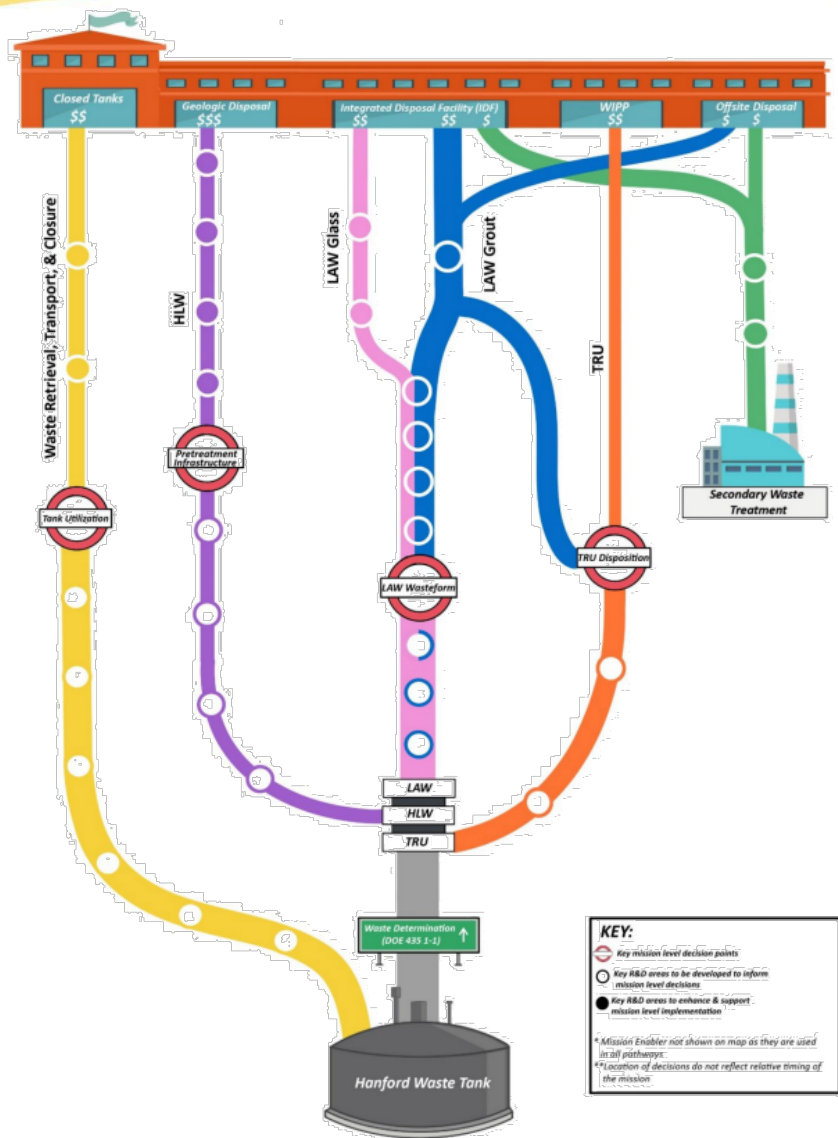 Closed Tanks
$$
Geologic Disposal
$$$
Integrated Disposal Facility (IDF)
$$ $$ $
WIPP
$$
Offsite Disposal
$ $
Waste Retrieval, Transport, & Closure
HLW
LAW Glass
LAW Grout
TRU
Pretreatment
Infrastructure
Tank Utilization
Secondary Waste
Treatment
TRU Disposition
LAW Wasteform
LAW
HLW
TRU
Waste Determination
(DOE 435 1-1)
Hanford Waste Tank
KEY:
Key mission level decision points
Key R&D areas to be developed to inform
mission level decisions
Key R&D areas to enhance & support
mission level implementation
* Mission Enabler not shown on map as they are used
in all pathways
**Location of decisions do not reflect relative timing of
the mission